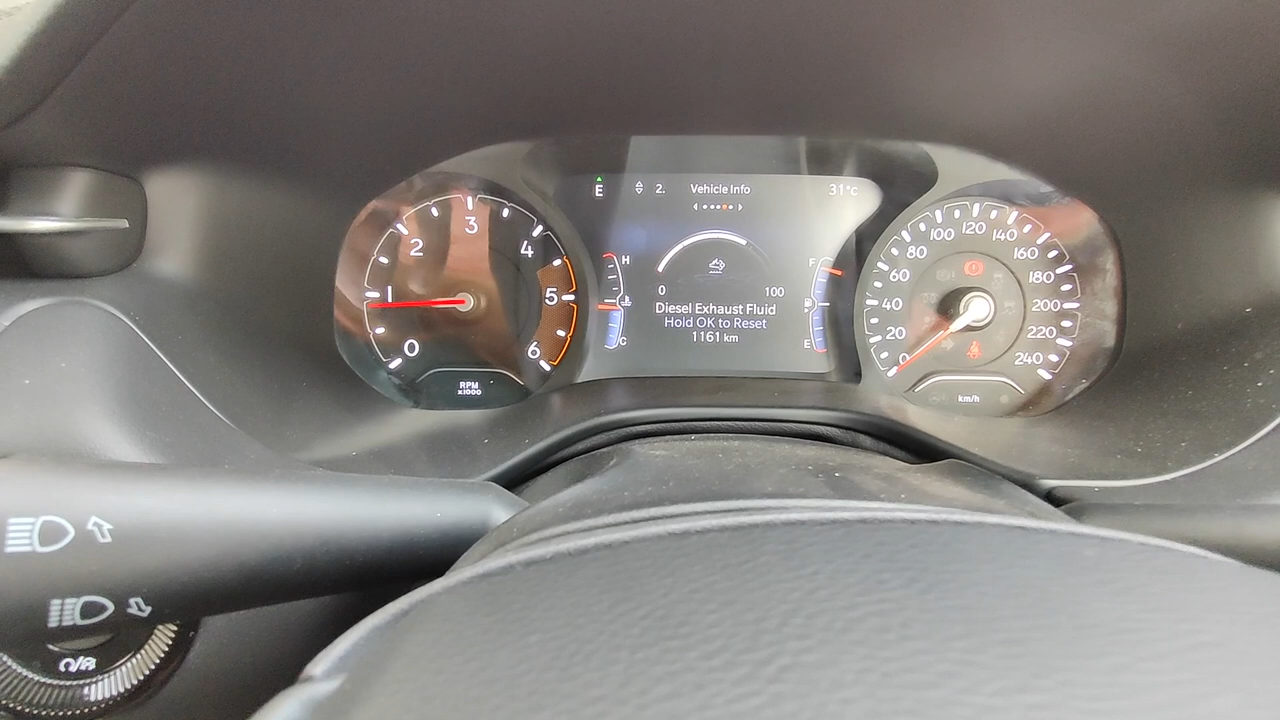 E 2. Vehicle Info 31°C
0 100
Diesel Exhaust Fluid
Hold OK to Reset
1161 km
H
C
F
E
0
1
2
3
4
5
6
RPM
x1000
0
20
40
60
80
100
120
140
160
180
200
220
240
km/h